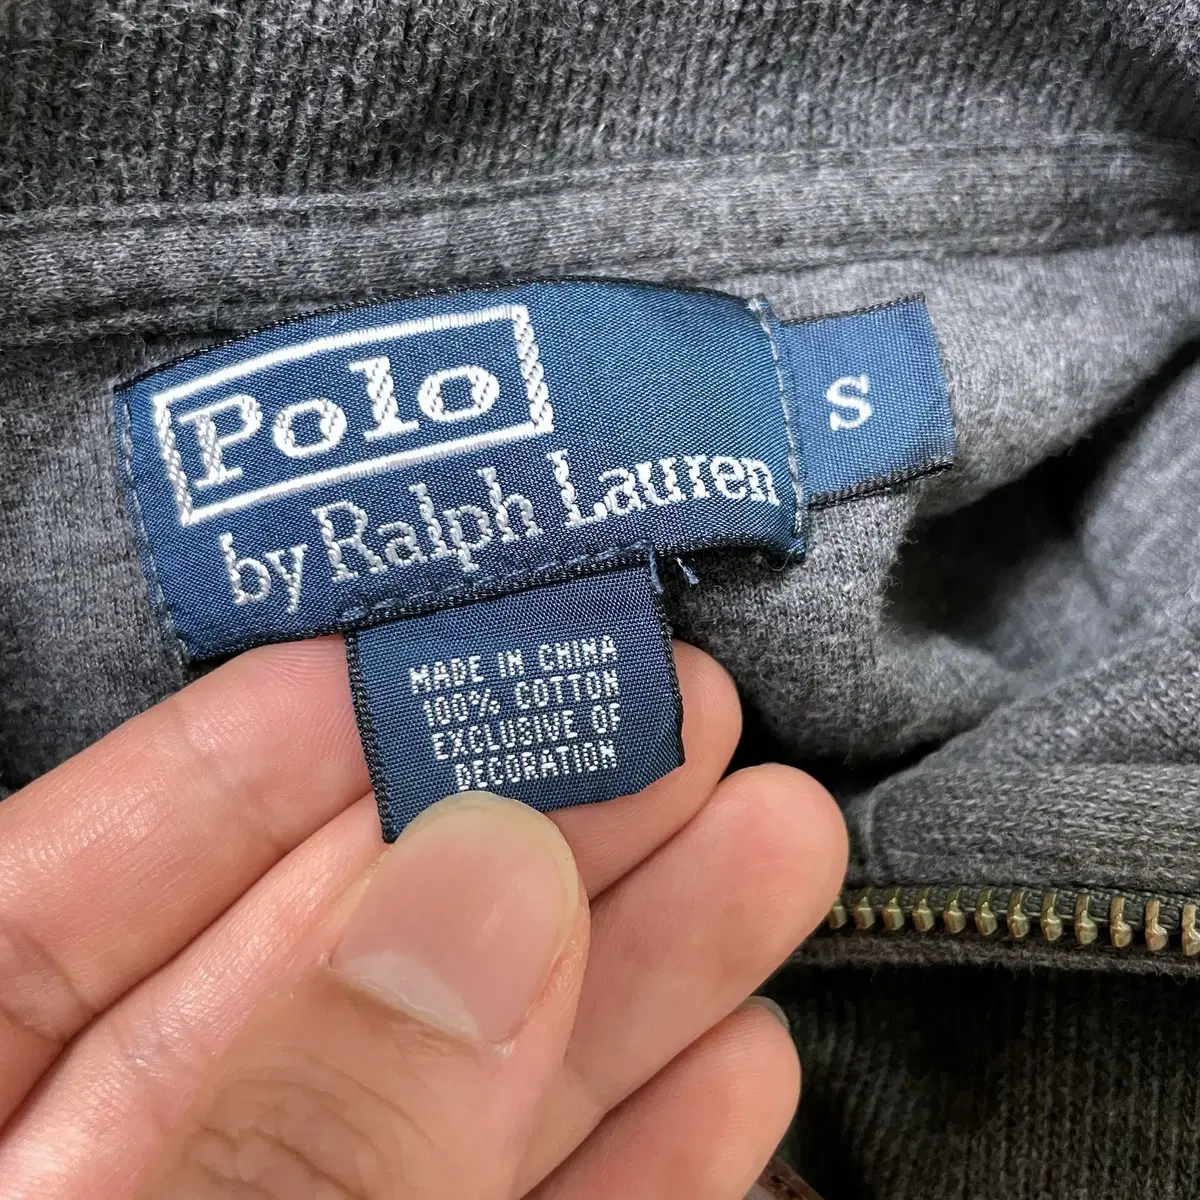 Polo
by Ralph Lauren
S
MADE IN CHINA
100% COTTON
EXCLUSIVE OF
DECORATION